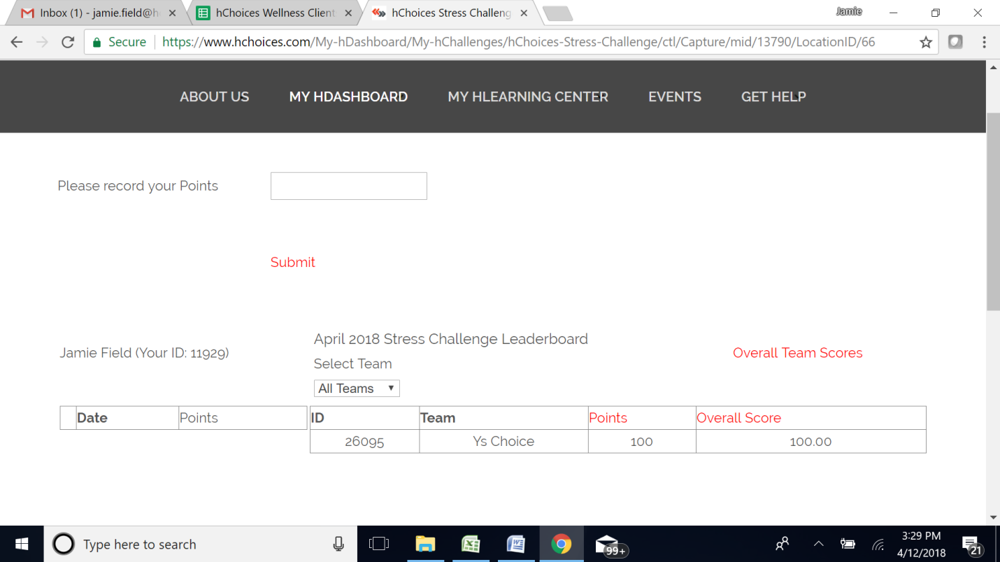 Inbox (1) - jamie.field@h
hChoices Wellness Client
hChoices Stress Challeng
Jamie
Secure
https://www.hchoices.com/My-hDashboard/My-hChallenges/hChoices-Stress-Challenge/ctl/Capture/mid/13790/LocationID/66
ABOUT US MY HDASHBOARD MY HLEARNING CENTER EVENTS GET HELP
Please record your Points
Submit
April 2018 Stress Challenge Leaderboard
Jamie Field (Your ID: 11929)
Overall Team Scores
Select Team
All Teams
Date Points ID Team Points Overall Score
26095 Ys Choice 100 100.00
Type here to search
99+
3:29 PM
4/12/2018
21